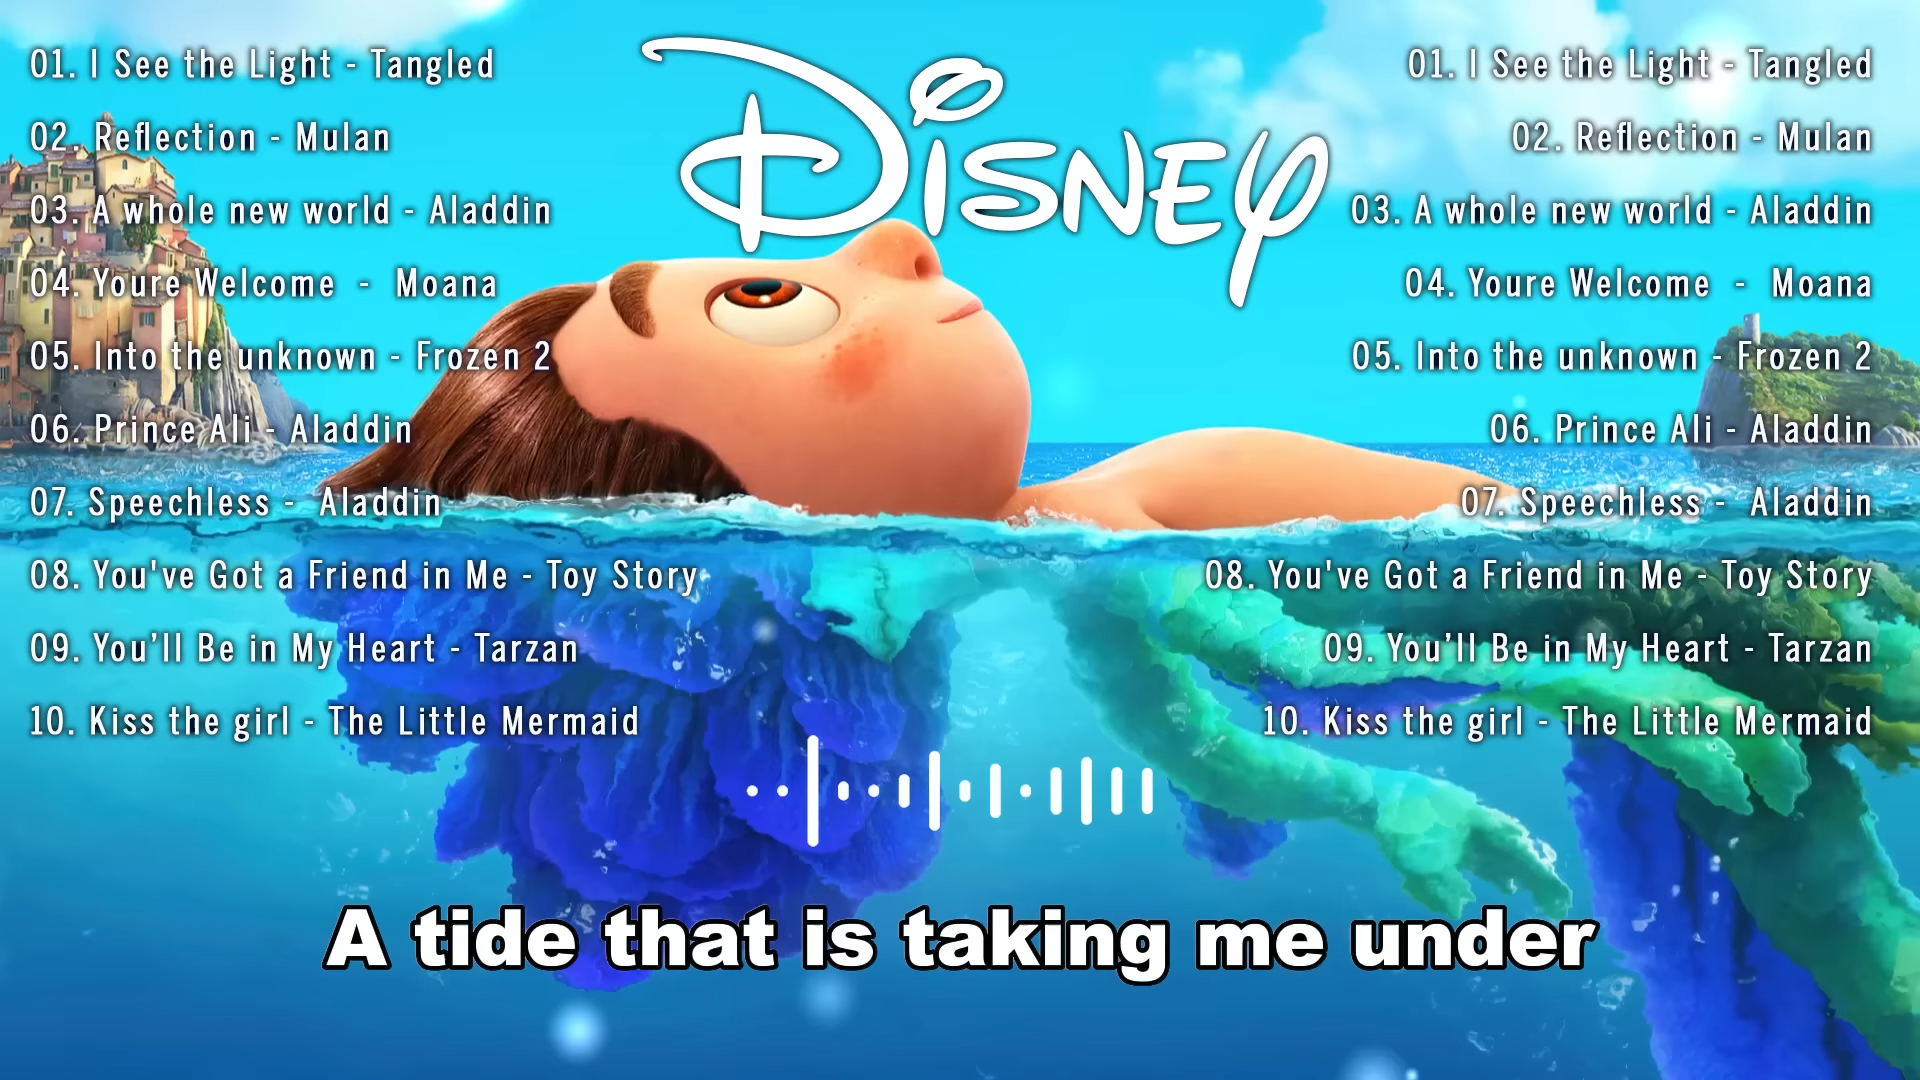 DISNEY
01. I See the Light - Tangled
02. Reflection - Mulan
03. A whole new world - Aladdin
04. Youre Welcome  -  Moana
05. Into the unknown - Frozen 2
06. Prince Ali - Aladdin
07. Speechless -  Aladdin
08. You've Got a Friend in Me - Toy Story
09. You’ll Be in My Heart - Tarzan
10. Kiss the girl - The Little Mermaid
01. I See the Light - Tangled
02. Reflection - Mulan
03. A whole new world - Aladdin
04. Youre Welcome  -  Moana
05. Into the unknown - Frozen 2
06. Prince Ali - Aladdin
07. Speechless -  Aladdin
08. You've Got a Friend in Me - Toy Story
09. You’ll Be in My Heart - Tarzan
10. Kiss the girl - The Little Mermaid
A tide that is taking me under